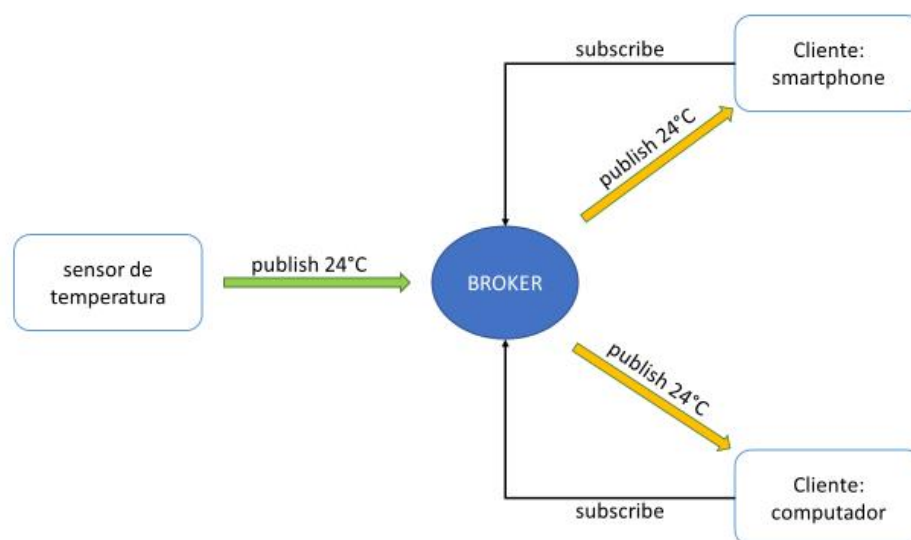 subscribe
Cliente:
smartphone
publish 24°C
sensor de
temperatura
publish 24°C
BROKER
publish 24°C
Cliente:
computador
subscribe